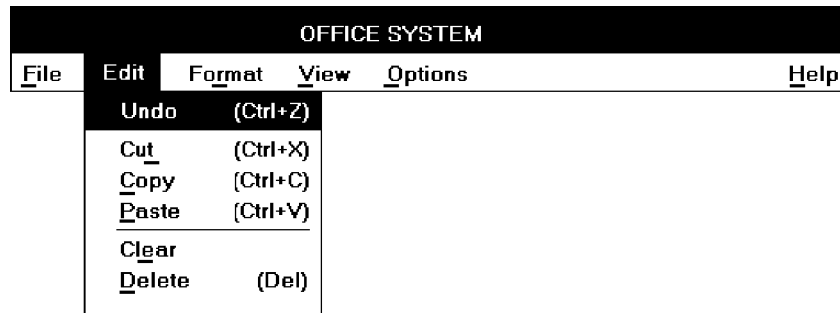 OFFICE SYSTEM
File Edit Format View Options Help
Undo (Ctrl+Z)
Cut (Ctrl+X)
Copy (Ctrl+C)
Paste (Ctrl+V)
Clear
Delete (Del)